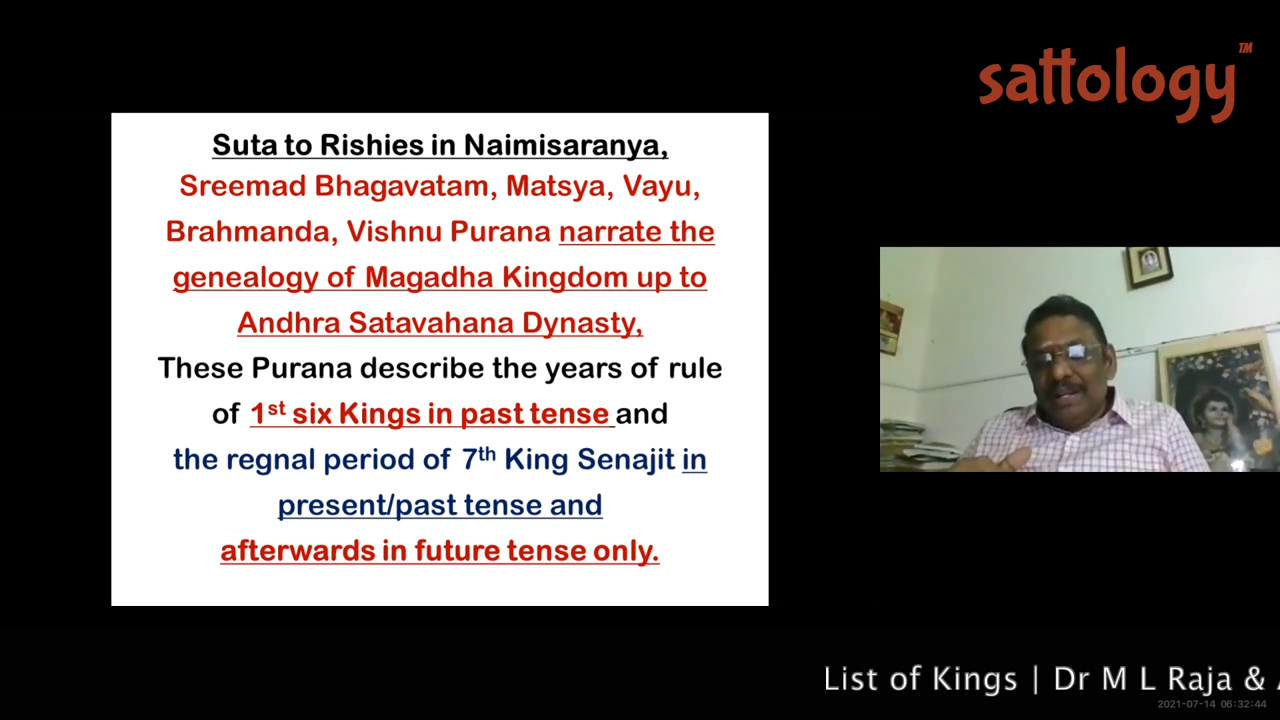 sattology™
Suta to Rishies in Naimisaranya,
Sreemad Bhagavatam, Matsya, Vayu,
Brahmanda, Vishnu Purana narrate the
genealogy of Magadha Kingdom up to
Andhra Satavahana Dynasty,
These Purana describe the years of rule
of 1st six Kings in past tense and
the regnal period of 7th King Senajit in
present/past tense and
afterwards in future tense only.
List of Kings | Dr M L Raja &
2021-07-14 06:32:44